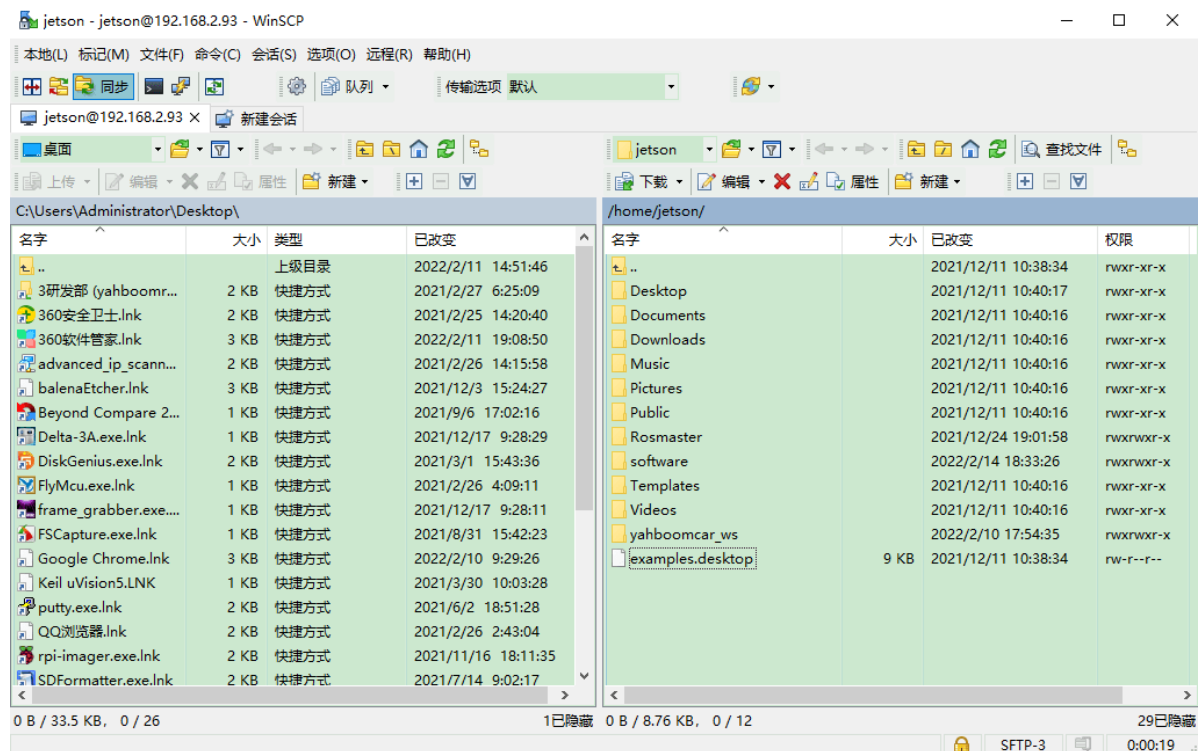 jetson - jetson@192.168.2.93 - WinSCP
本地(L) 标记(M) 文件(F) 命令(C) 会话(S) 选项(O) 远程(R) 帮助(H)
同步 队列 传输选项 默认
jetson@192.168.2.93 × 新建会话
桌面 jetson 查找文件
上传 编辑 属性 新建 下载 编辑 属性 新建
C:\Users\Administrator\Desktop\ /home/jetson/
名字 大小 类型 已改变 名字 大小 已改变 权限
.. 上级目录 2022/2/11 14:51:46 .. 2021/12/11 10:38:34 rwxr-xr-x
3研发部 (yahboomr... 2 KB 快捷方式 2021/2/27 6:25:09 Desktop 2021/12/11 10:40:17 rwxr-xr-x
360安全卫士.lnk 2 KB 快捷方式 2021/2/25 14:20:40 Documents 2021/12/11 10:40:16 rwxr-xr-x
360软件管家.lnk 3 KB 快捷方式 2022/2/11 19:08:50 Downloads 2021/12/11 10:40:16 rwxr-xr-x
advanced_ip_scann... 2 KB 快捷方式 2021/2/26 14:15:58 Music 2021/12/11 10:40:16 rwxr-xr-x
balenaEtcher.lnk 3 KB 快捷方式 2021/12/3 15:24:27 Pictures 2021/12/11 10:40:16 rwxr-xr-x
Beyond Compare 2... 1 KB 快捷方式 2021/9/6 17:02:16 Public 2021/12/11 10:40:16 rwxr-xr-x
Delta-3A.exe.lnk 1 KB 快捷方式 2021/12/17 9:28:29 Rosmaster 2021/12/24 19:01:58 rwxrwxr-x
DiskGenius.exe.lnk 2 KB 快捷方式 2021/3/1 15:43:36 software 2022/2/14 18:33:26 rwxrwxr-x
FlyMcu.exe.lnk 1 KB 快捷方式 2021/2/26 4:09:11 Templates 2021/12/11 10:40:16 rwxr-xr-x
frame_grabber.exe.... 1 KB 快捷方式 2021/12/17 9:28:11 Videos 2021/12/11 10:40:16 rwxr-xr-x
FSCapture.exe.lnk 1 KB 快捷方式 2021/8/31 15:42:23 yahboomcar_ws 2022/2/10 17:54:35 rwxrwxr-x
Google Chrome.lnk 3 KB 快捷方式 2022/2/10 9:29:26 examples.desktop 9 KB 2021/12/11 10:38:34 rw-r--r--
Keil uVision5.LNK 1 KB 快捷方式 2021/3/30 10:03:28
putty.exe.lnk 2 KB 快捷方式 2021/6/2 18:51:28
QQ浏览器.lnk 2 KB 快捷方式 2021/2/26 2:43:04
rpi-imager.exe.lnk 2 KB 快捷方式 2021/11/16 18:11:35
SDFormatter.exe.lnk 2 KB 快捷方式 2021/7/14 9:02:17
0 B / 33.5 KB, 0 / 26 1已隐藏 0 B / 8.76 KB, 0 / 12 29已隐藏
SFTP-3 0:00:19